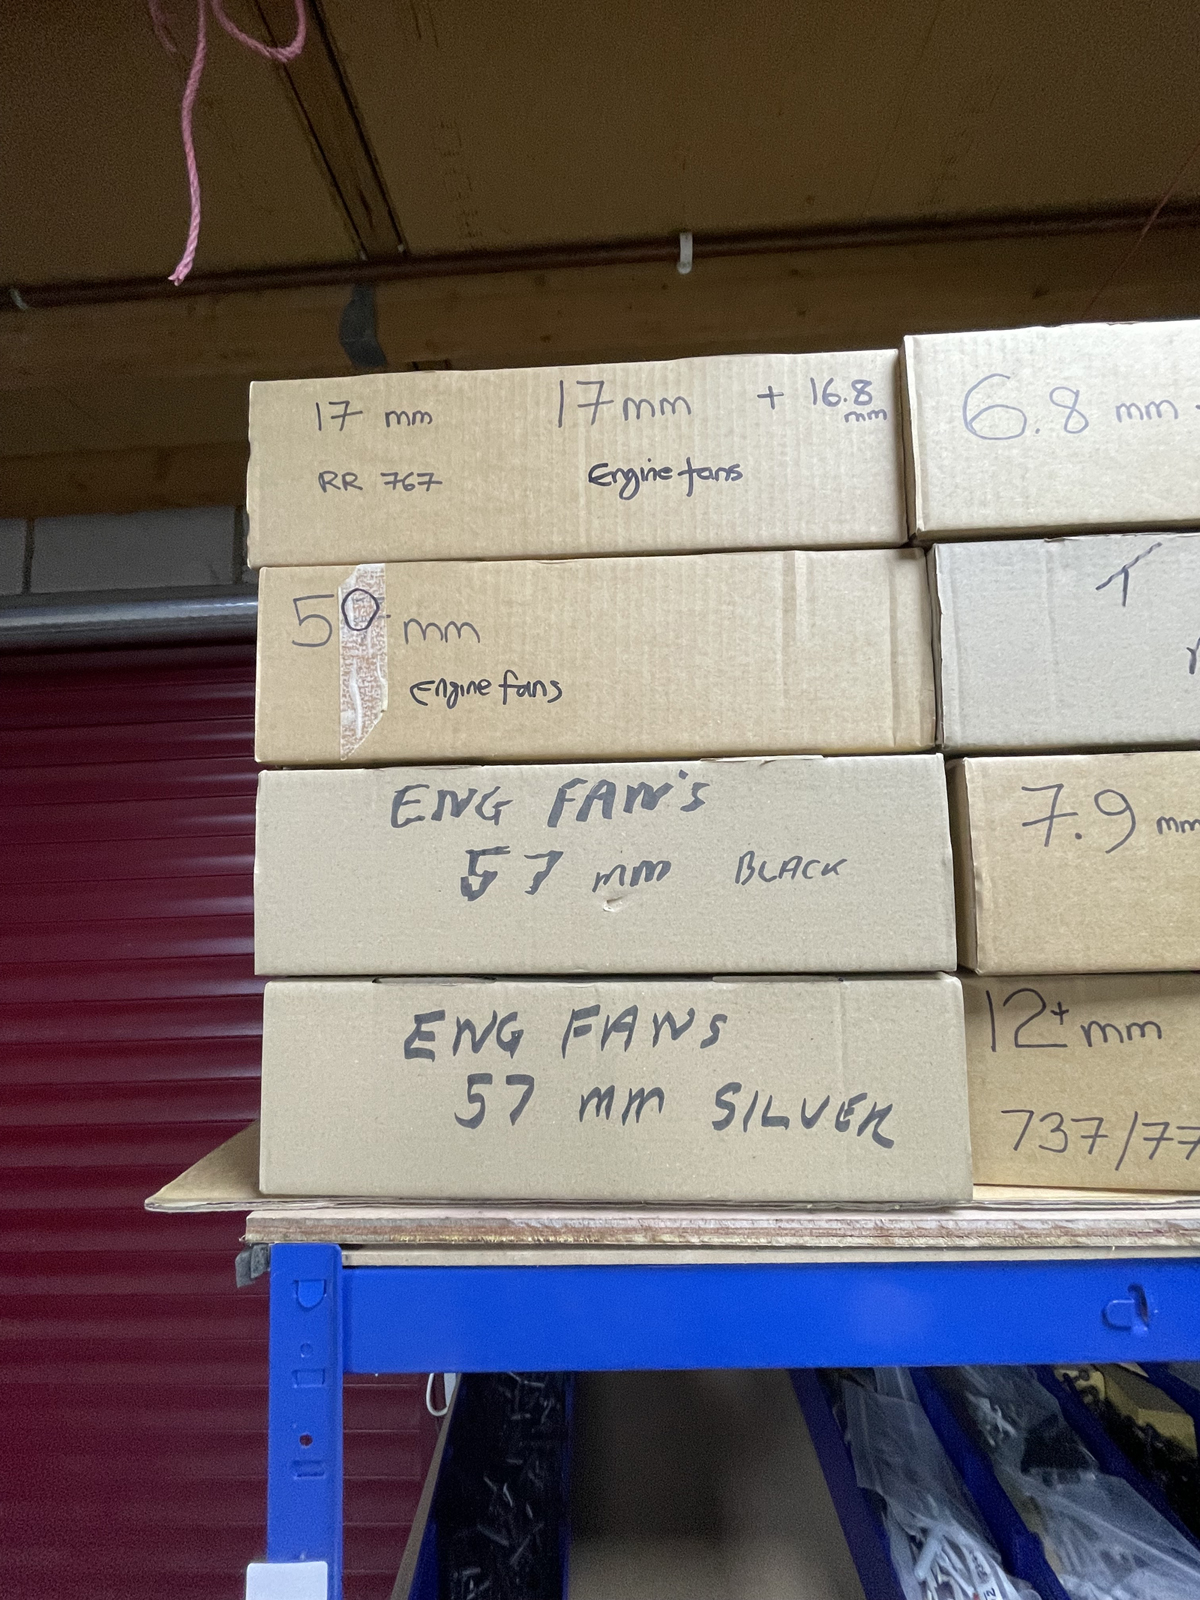 17 mm 17mm + 16.8 mm
RR 767 Engine fans
50 mm
Engine fans
ENG FAN'S
57 mm BLACK
ENG FANS
57 mm SILVER
6.8 mm
T
7.9 mm
12+ mm
737/77